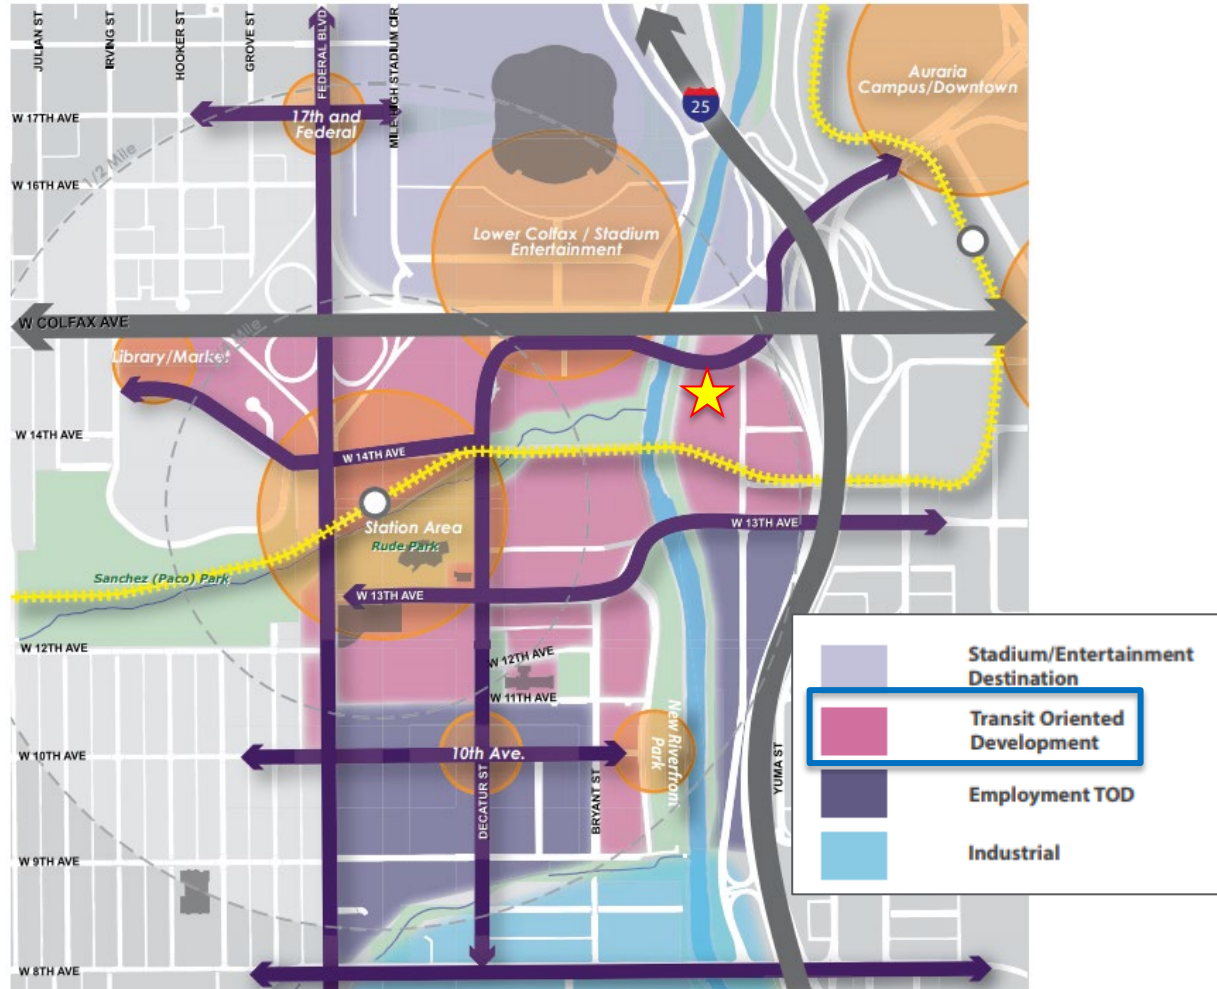 JULIAN ST
IRVING ST
HOOKER ST
GROVE ST
FEDERAL BLVD
MILE HIGH STADIUM CIR
25
Auraria
Campus/Downtown
W 17TH AVE
17th and
Federal
1/2 Mile
W 16TH AVE
Lower Colfax / Stadium
Entertainment
W COLFAX AVE
Mile
Library/Market
W 14TH AVE
W 14TH AVE
Station Area
Rude Park
W 13TH AVE
Sanchez (Paco) Park
W 13TH AVE
W 12TH AVE
W 12TH AVE
W 11TH AVE
New Riverfront
Park
W 10TH AVE
10th Ave.
DECATUR ST
BRYANT ST
YUMA ST
W 9TH AVE
W 8TH AVE
Stadium/Entertainment
Destination
Transit Oriented
Development
Employment TOD
Industrial